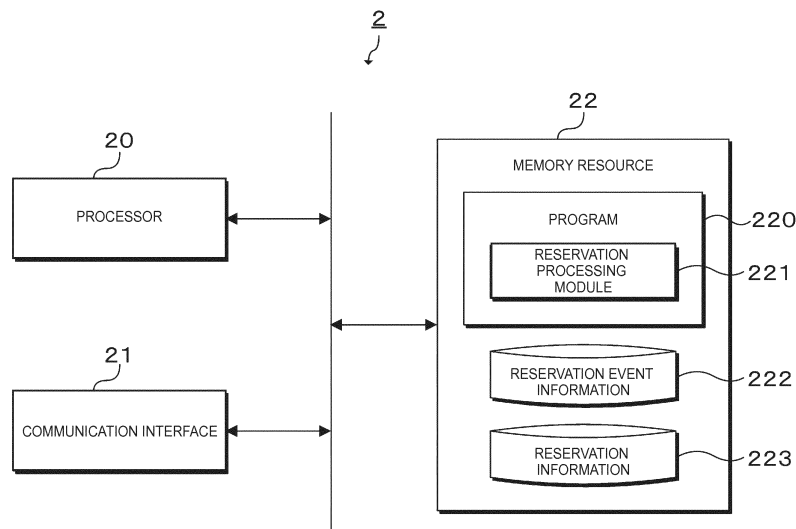 2
20
PROCESSOR
21
COMMUNICATION INTERFACE
22
MEMORY RESOURCE
PROGRAM
220
RESERVATION
PROCESSING
MODULE
221
RESERVATION EVENT
INFORMATION
222
RESERVATION
INFORMATION
223